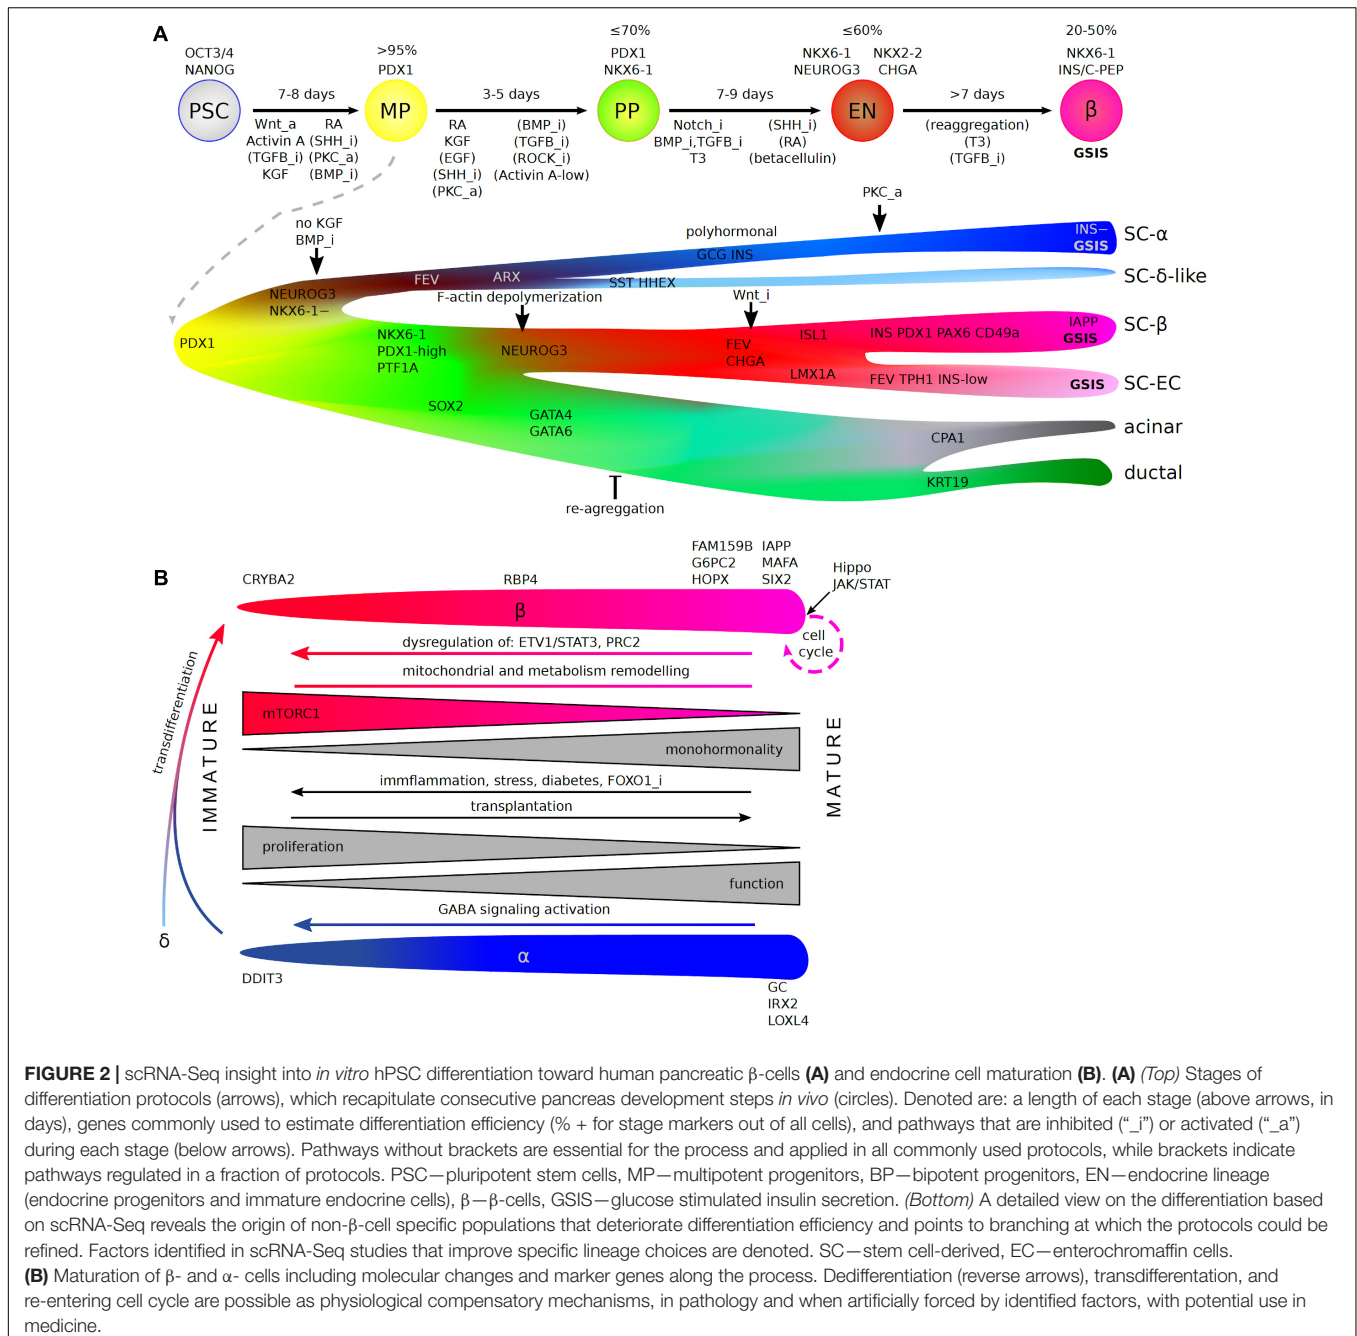 A
OCT3/4
NANOG
>95%
PDX1
≤70%
PDX1
NKX6-1
≤60%
NKX6-1 NKX2-2
NEUROG3 CHGA
20-50%
NKX6-1
INS/C-PEP
PSC
7-8 days
MP
3-5 days
PP
7-9 days
EN
>7 days
β
GSIS
Wnt_a RA
Activin A (SHH_i)
(TGFB_i) (PKC_a)
KGF (BMP_i)
RA (BMP_i)
KGF (TGFB_i)
(EGF) (ROCK_i)
(SHH_i) (Activin A-low)
(PKC_a)
Notch_i (SHH_i)
BMP_i,TGFB_i (RA)
T3 (betacellulin)
(reaggregation)
(T3)
(TGFB_i)
no KGF
BMP_i
PKC_a
polyhormonal
GCG INS
INS−
GSIS
SC-α
FEV
ARX
SST HHEX
SC-δ-like
NEUROG3
NKX6-1−
F-actin depolymerization
Wnt_i
PDX1
NKX6-1
PDX1-high
PTF1A
NEUROG3
FEV
CHGA
ISL1
INS PDX1 PAX6 CD49a
IAPP
GSIS
SC-β
LMX1A
FEV TPH1 INS-low
GSIS
SC-EC
SOX2
GATA4
GATA6
CPA1
acinar
KRT19
ductal
re-agreggation
B
CRYBA2
RBP4
FAM159B IAPP
G6PC2 MAFA
HOPX SIX2
Hippo
JAK/STAT
β
cell
cycle
dysregulation of: ETV1/STAT3, PRC2
mitochondrial and metabolism remodelling
mTORC1
monohormonality
immflammation, stress, diabetes, FOXO1_i
transplantation
proliferation
function
GABA signaling activation
transdifferentiation
IMMATURE
MATURE
δ
α
DDIT3
GC
IRX2
LOXL4
FIGURE 2 | scRNA-Seq insight into in vitro hPSC differentiation toward human pancreatic β-cells (A) and endocrine cell maturation (B). (A) (Top) Stages of
differentiation protocols (arrows), which recapitulate consecutive pancreas development steps in vivo (circles). Denoted are: a length of each stage (above arrows, in
days), genes commonly used to estimate differentiation efficiency (% + for stage markers out of all cells), and pathways that are inhibited (“_i”) or activated (“_a”)
during each stage (below arrows). Pathways without brackets are essential for the process and applied in all commonly used protocols, while brackets indicate
pathways regulated in a fraction of protocols. PSC—pluripotent stem cells, MP—multipotent progenitors, BP—bipotent progenitors, EN—endocrine lineage
(endocrine progenitors and immature endocrine cells), β—β-cells, GSIS—glucose stimulated insulin secretion. (Bottom) A detailed view on the differentiation based
on scRNA-Seq reveals the origin of non-β-cell specific populations that deteriorate differentiation efficiency and points to branching at which the protocols could be
refined. Factors identified in scRNA-Seq studies that improve specific lineage choices are denoted. SC—stem cell-derived, EC—enterochromaffin cells.
(B) Maturation of β- and α- cells including molecular changes and marker genes along the process. Dedifferentiation (reverse arrows), transdifferentation, and
re-entering cell cycle are possible as physiological compensatory mechanisms, in pathology and when artificially forced by identified factors, with potential use in
medicine.